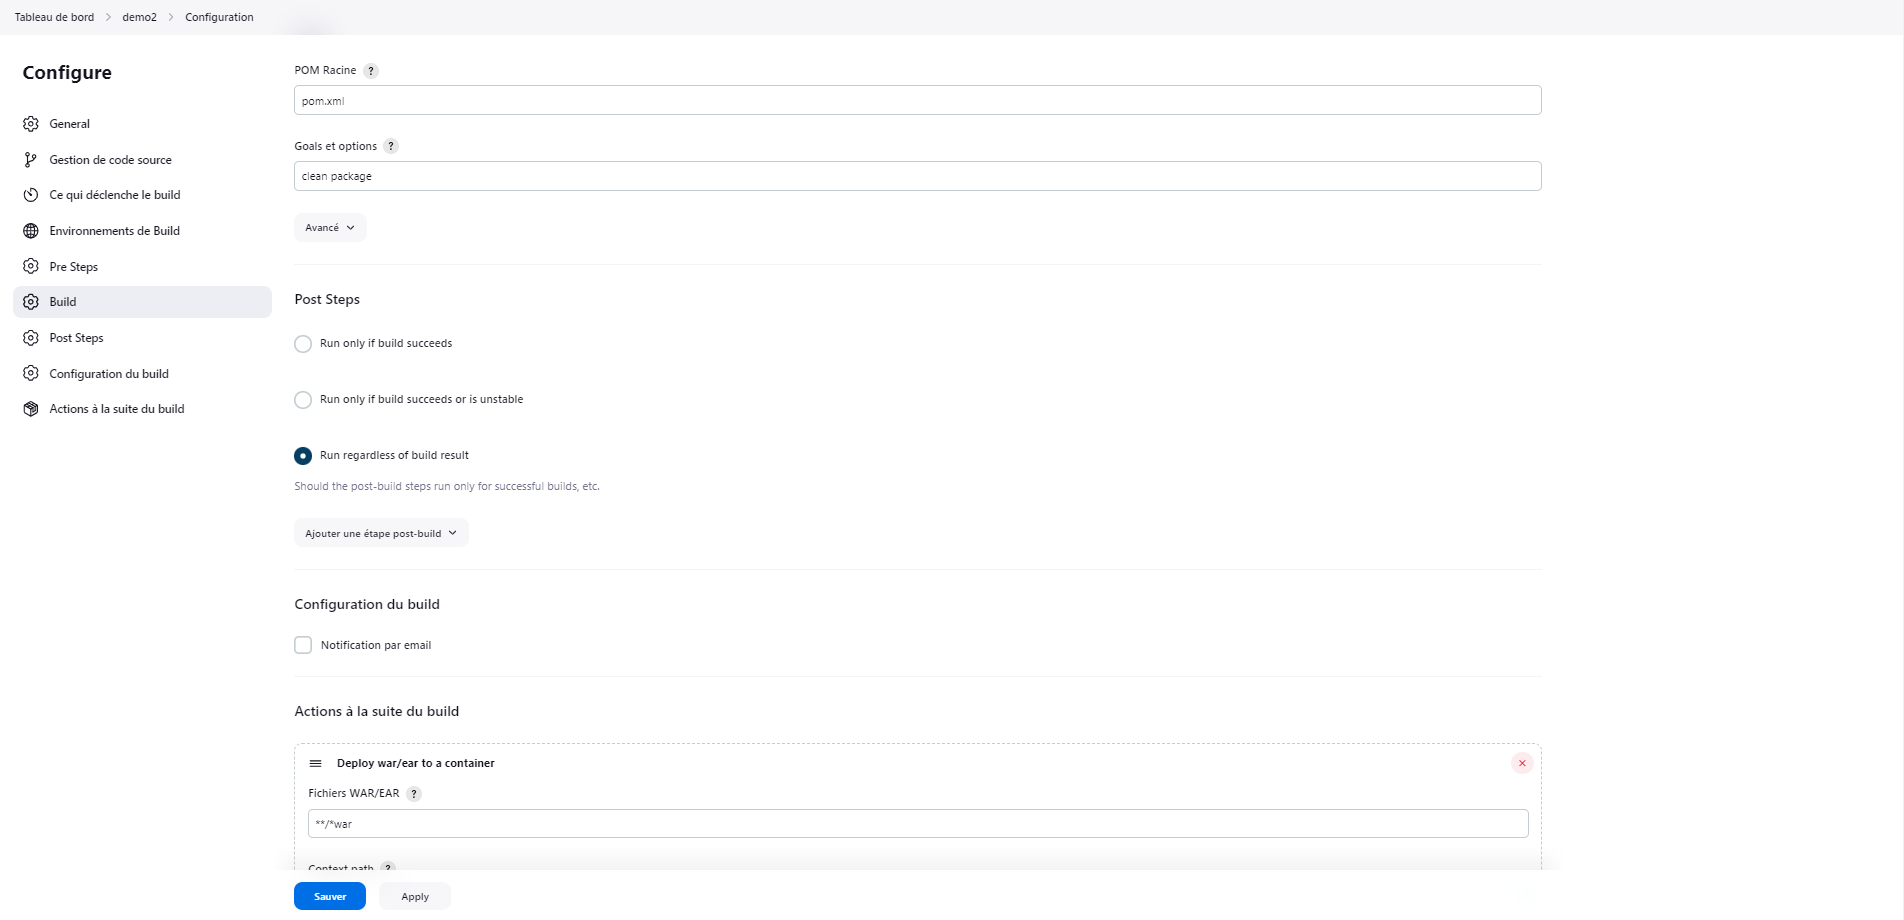 Tableau de bord > demo2 > Configuration
Configure
General
Gestion de code source
Ce qui déclenche le build
Environnements de Build
Pre Steps
Build
Post Steps
Configuration du build
Actions à la suite du build
POM Racine ?
pom.xml
Goals et options ?
clean package
Avancé
Post Steps
Run only if build succeeds
Run only if build succeeds or is unstable
Run regardless of build result
Should the post-build steps run only for successful builds, etc.
Ajouter une étape post-build
Configuration du build
Notification par email
Actions à la suite du build
Deploy war/ear to a container
Fichiers WAR/EAR ?
**/*war
Context path ?
Sauver Apply